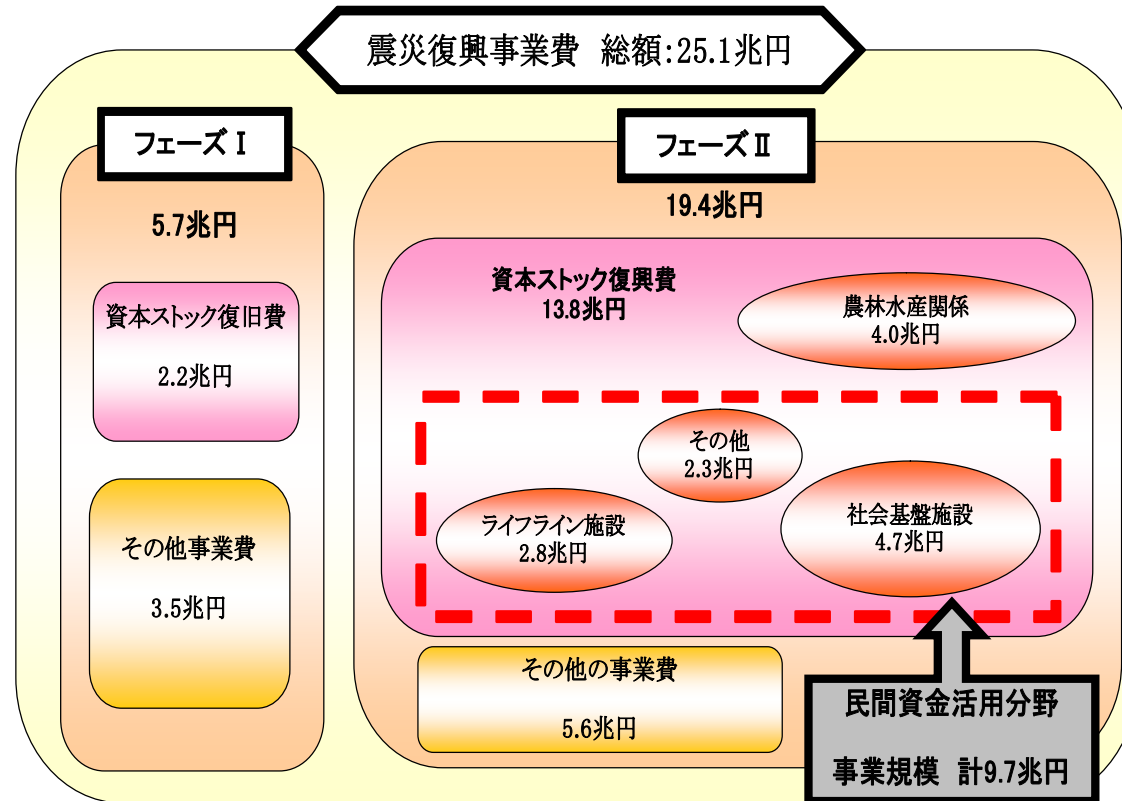 震災復興事業費 総額:25.1兆円
フェーズⅠ
5.7兆円
資本ストック復旧費
2.2兆円
その他事業費
3.5兆円
フェーズⅡ
19.4兆円
資本ストック復興費
13.8兆円
農林水産関係
4.0兆円
その他
2.3兆円
ライフライン施設
2.8兆円
社会基盤施設
4.7兆円
その他の事業費
5.6兆円
民間資金活用分野
事業規模 計9.7兆円